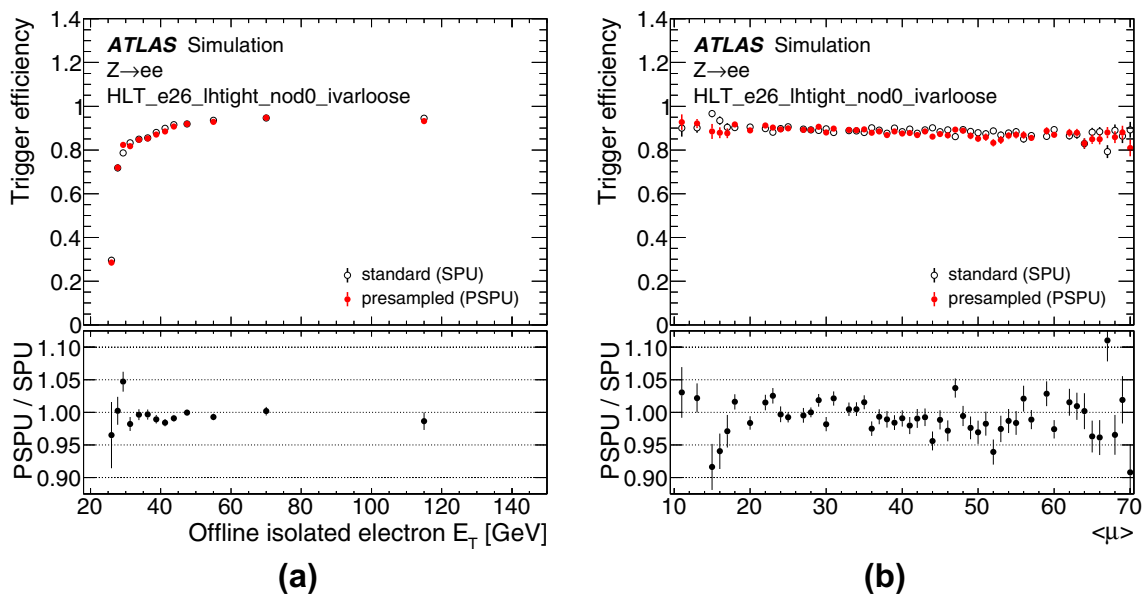 Trigger efficiency
1.4
1.2
1
0.8
0.6
0.4
0.2
0
ATLAS Simulation
Z→ee
HLT_e26_lhtight_nod0_ivarloose
standard (SPU)
presampled (PSPU)
PSPU / SPU
1.10
1.05
1.00
0.95
0.90
20 40 60 80 100 120 140
Offline isolated electron E_T [GeV]
(a)
Trigger efficiency
1.4
1.2
1
0.8
0.6
0.4
0.2
0
ATLAS Simulation
Z→ee
HLT_e26_lhtight_nod0_ivarloose
standard (SPU)
presampled (PSPU)
PSPU / SPU
1.10
1.05
1.00
0.95
0.90
10 20 30 40 50 60 70
<μ>
(b)